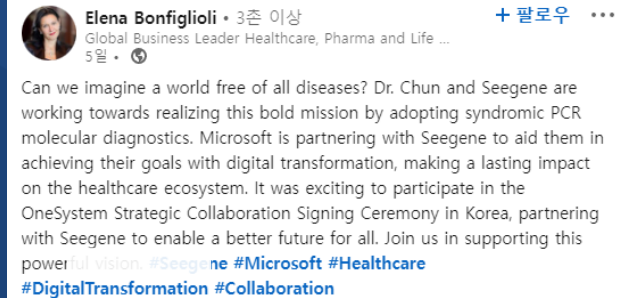 Elena Bonfiglioli • 3촌 이상
+ 팔로우 •••
Global Business Leader Healthcare, Pharma and Life ...
5일 •
Can we imagine a world free of all diseases? Dr. Chun and Seegene are
working towards realizing this bold mission by adopting syndromic PCR
molecular diagnostics. Microsoft is partnering with Seegene to aid them in
achieving their goals with digital transformation, making a lasting impact
on the healthcare ecosystem. It was exciting to participate in the
OneSystem Strategic Collaboration Signing Ceremony in Korea, partnering
with Seegene to enable a better future for all. Join us in supporting this
powerful vision. #Seegene #Microsoft #Healthcare
#DigitalTransformation #Collaboration